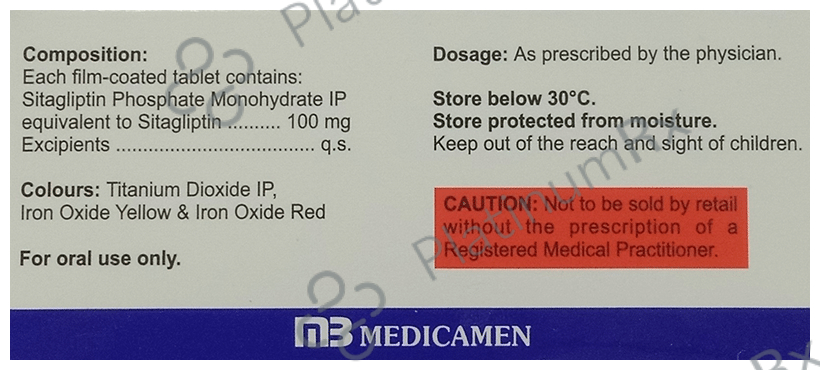 Composition:
Each film-coated tablet contains:
Sitagliptin Phosphate Monohydrate IP
equivalent to Sitagliptin .......... 100 mg
Excipients ..................................... q.s.
Colours: Titanium Dioxide IP,
Iron Oxide Yellow & Iron Oxide Red
For oral use only.
Dosage: As prescribed by the physician.
Store below 30°C.
Store protected from moisture.
Keep out of the reach and sight of children.
CAUTION: Not to be sold by retail
without the prescription of a
Registered Medical Practitioner.
MEDICAMEN
PlatinumRx